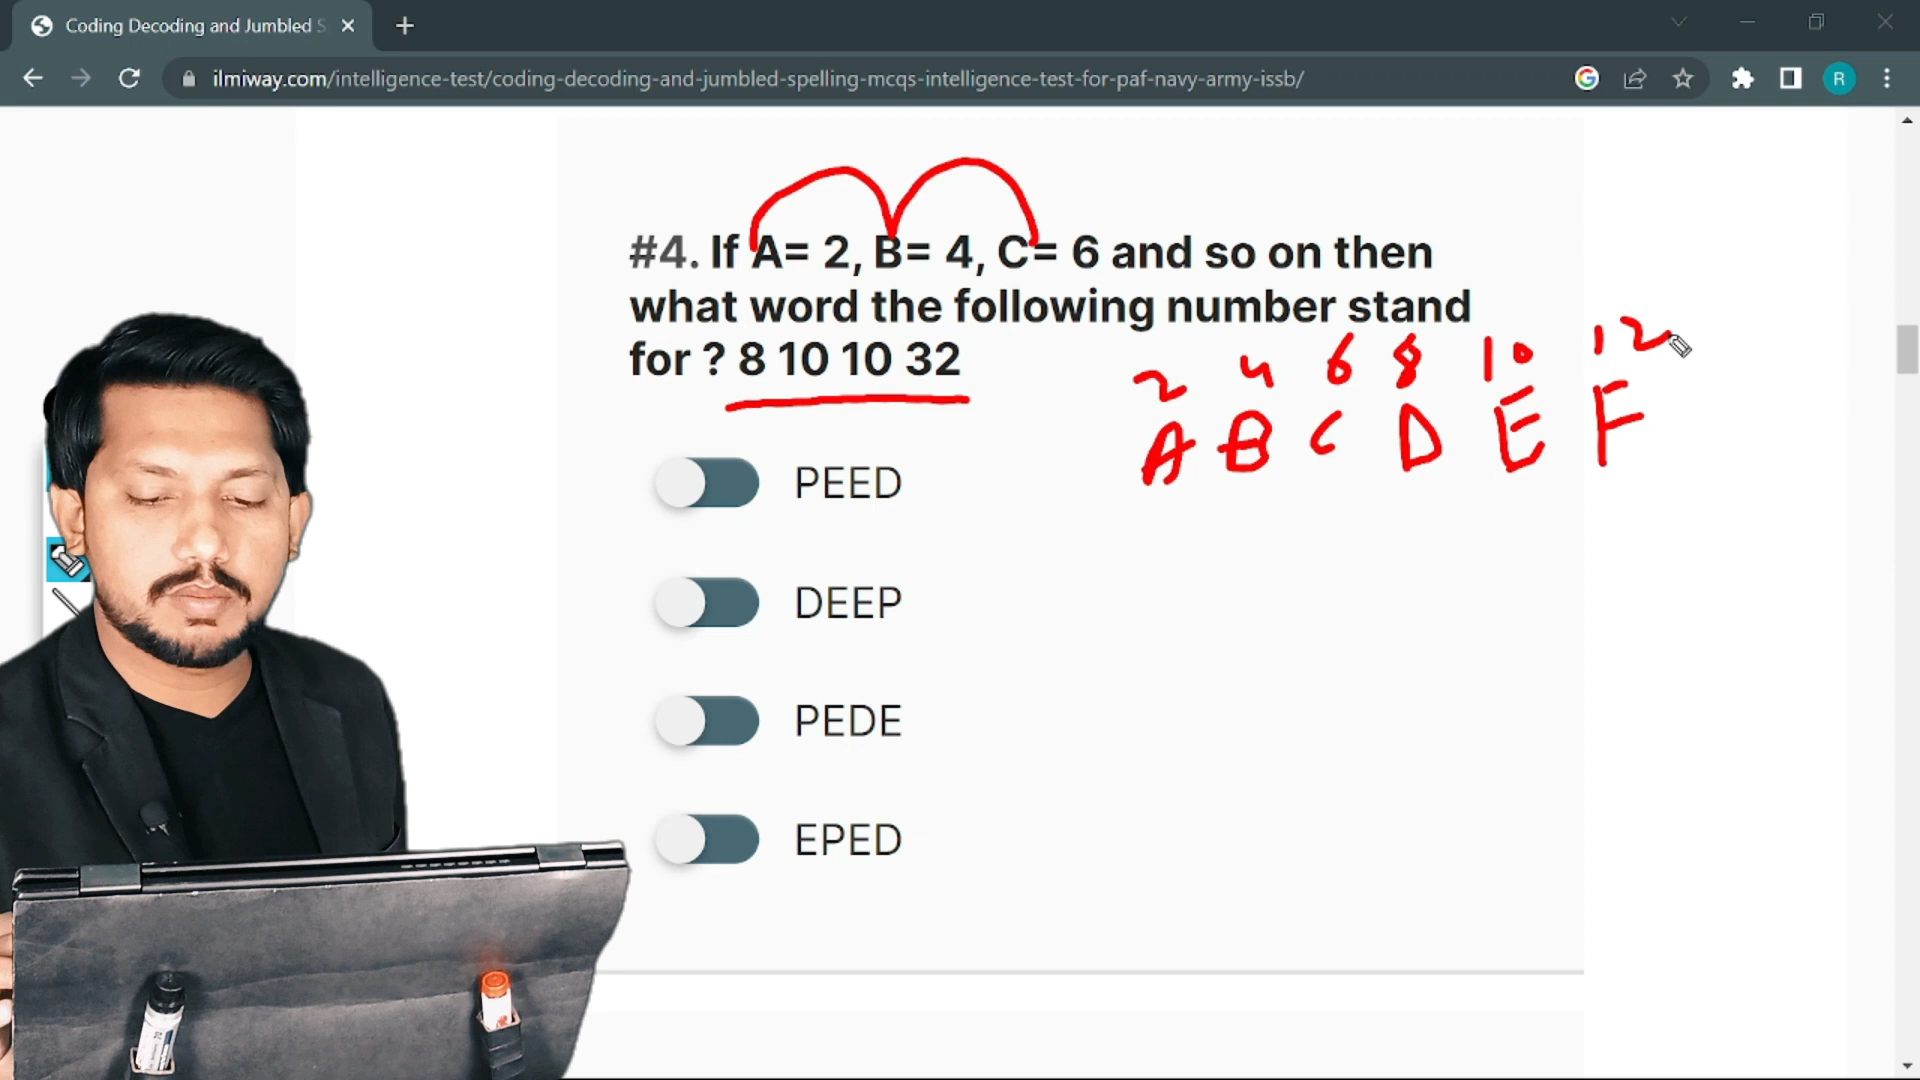 Coding Decoding and Jumbled S
ilmiway.com/intelligence-test/coding-decoding-and-jumbled-spelling-mcqs-intelligence-test-for-paf-navy-army-issb/
R
#4. If A= 2, B= 4, C= 6 and so on then
what word the following number stand
for ? 8 10 10 32
2 4 6 8 10 12
A B C D E F
PEED
DEEP
PEDE
EPED